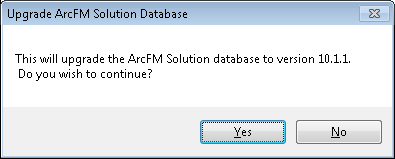 Upgrade ArcFM Solution Database
This will upgrade the ArcFM Solution database to version 10.1.1.
Do you wish to continue?
Yes
No